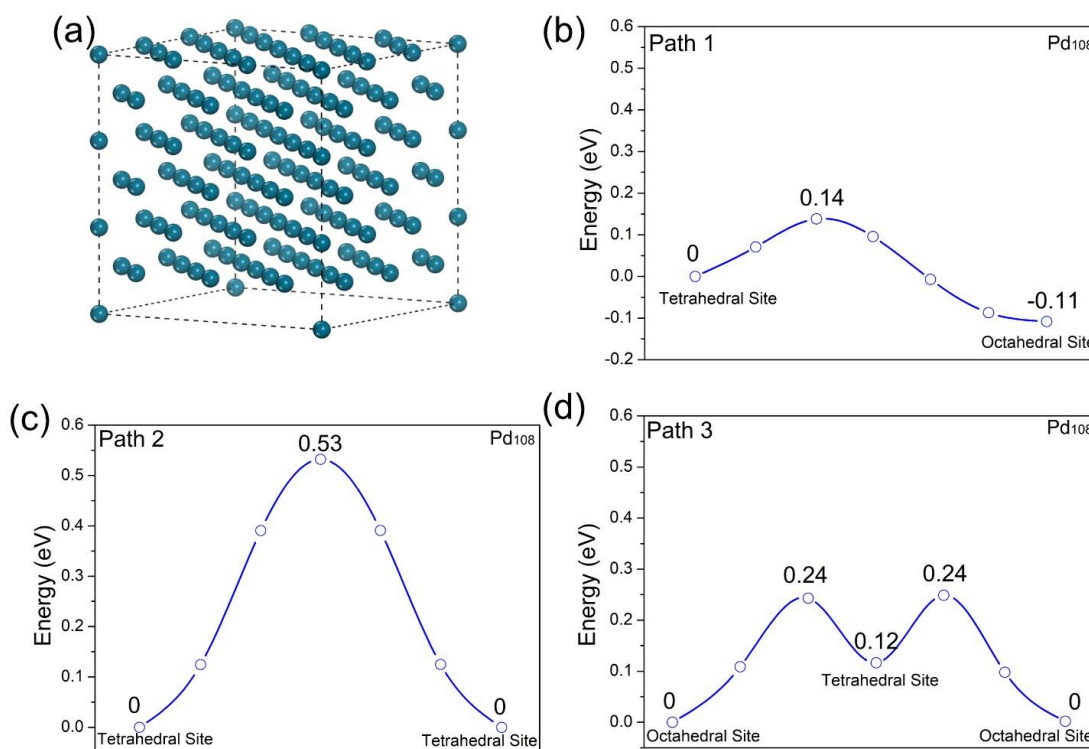 (a)
(b)
Path 1
Pd108
Energy (eV)
0.6
0.5
0.4
0.3
0.2
0.1
0.0
-0.1
-0.2
0
Tetrahedral Site
0.14
-0.11
Octahedral Site
(c)
Path 2
Pd108
Energy (eV)
0.6
0.5
0.4
0.3
0.2
0.1
0.0
0
Tetrahedral Site
0.53
0
Tetrahedral Site
(d)
Path 3
Pd108
Energy (eV)
0.6
0.5
0.4
0.3
0.2
0.1
0.0
0
Octahedral Site
0.24
0.12
Tetrahedral Site
0.24
0
Octahedral Site